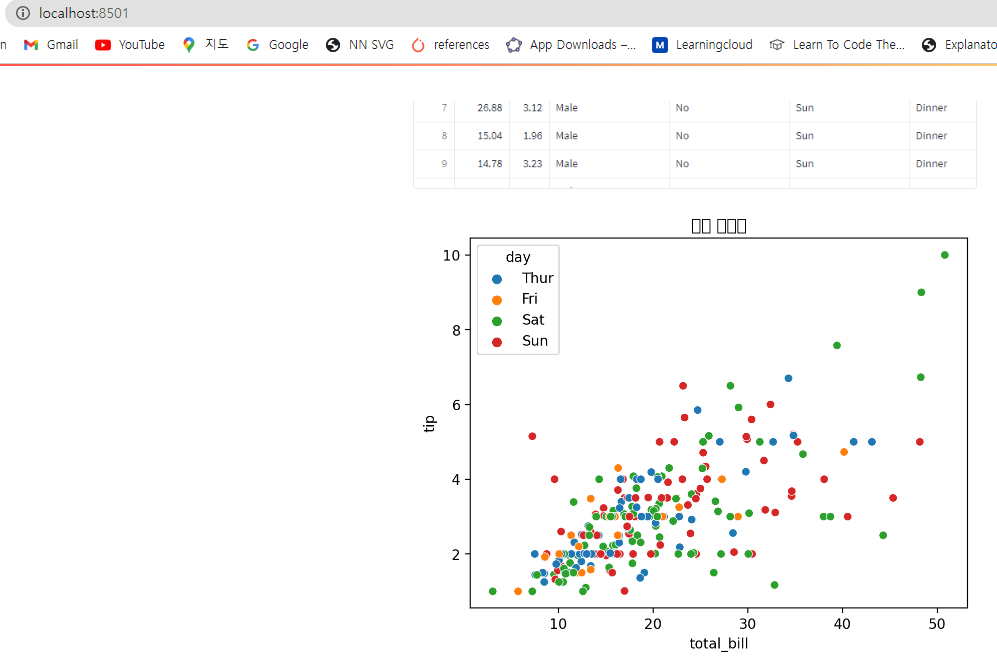 localhost:8501
n Gmail YouTube 지도 Google NN SVG references App Downloads –... Learningcloud Learn To Code The... Explanato
7 26.88 3.12 Male No Sun Dinner
8 15.04 1.96 Male No Sun Dinner
9 14.78 3.23 Male No Sun Dinner
day
Thur
Fri
Sat
Sun
10
8
6
4
2
tip
10 20 30 40 50
total_bill